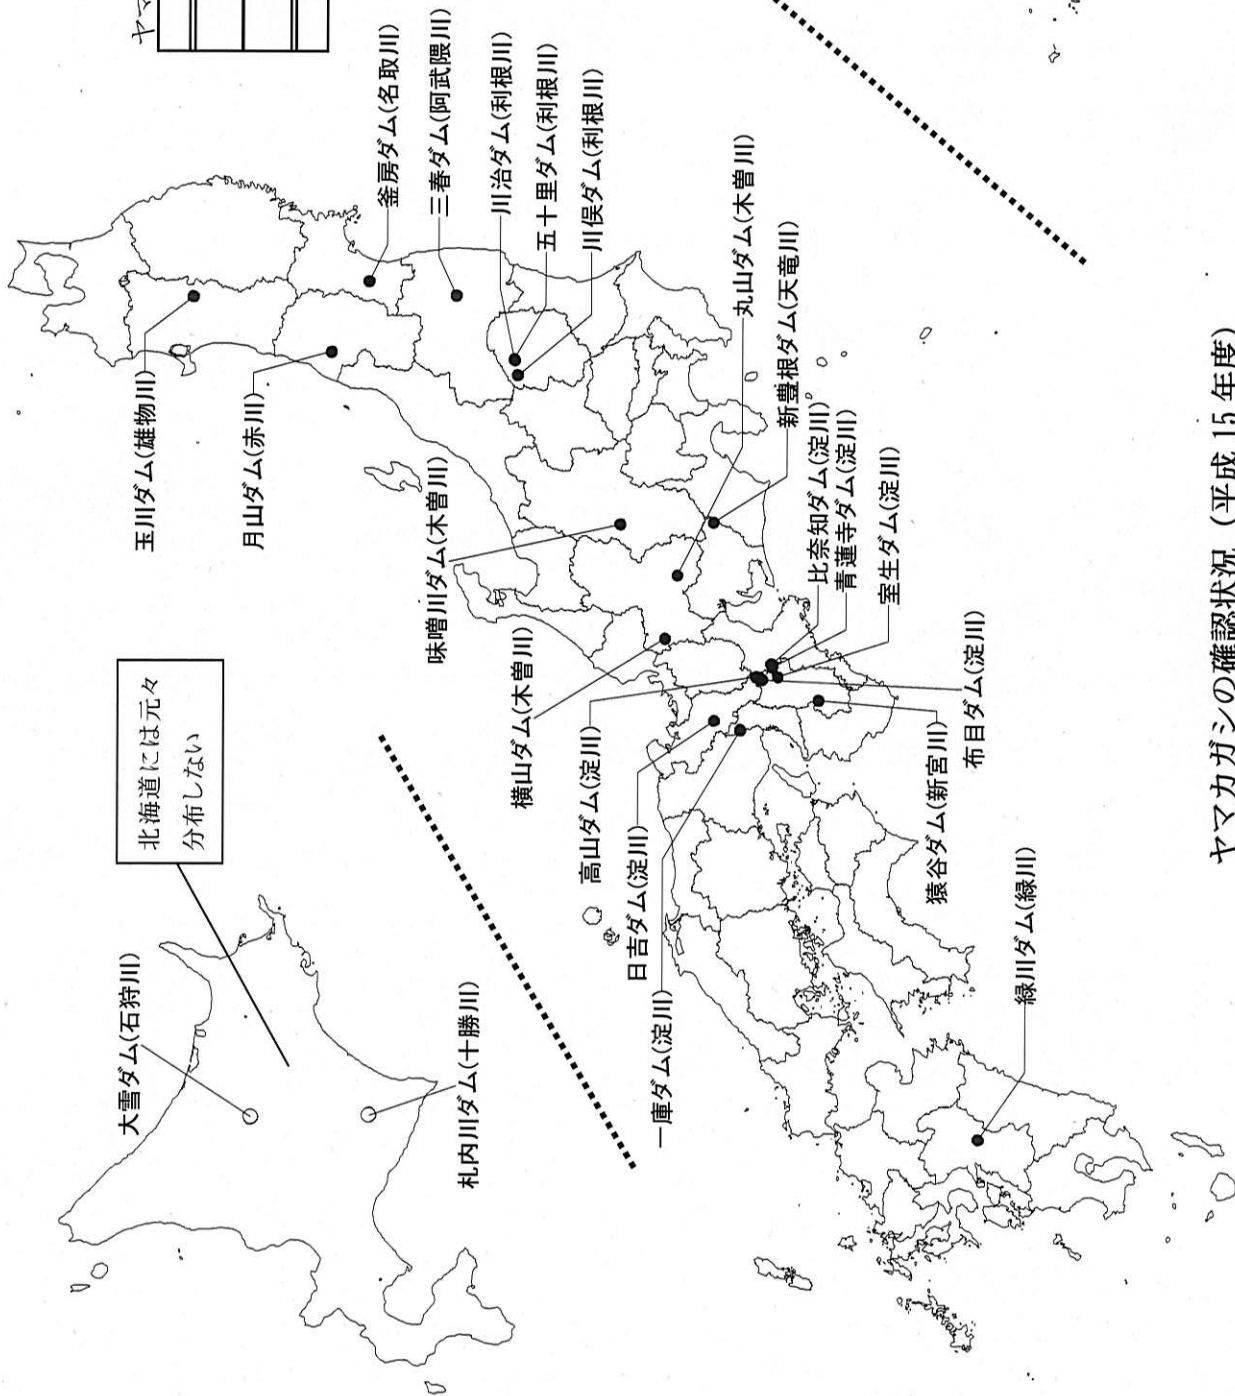 ヤマ
北海道には元々
分布しない
大雪ダム(石狩川)
札内川ダム(十勝川)
玉川ダム(雄物川)
月山ダム(赤川)
釜房ダム(名取川)
三春ダム(阿武隈川)
川治ダム(利根川)
五十里ダム(利根川)
川俣ダム(利根川)
味噌川ダム(木曽川)
丸山ダム(木曽川)
新豊根ダム(天竜川)
横山ダム(木曽川)
高山ダム(淀川)
比奈知ダム(淀川)
青蓮寺ダム(淀川)
室生ダム(淀川)
布目ダム(淀川)
日吉ダム(淀川)
一庫ダム(淀川)
猿谷ダム(新宮川)
緑川ダム(緑川)
ヤマカガシの確認状況（平成 15 年度）